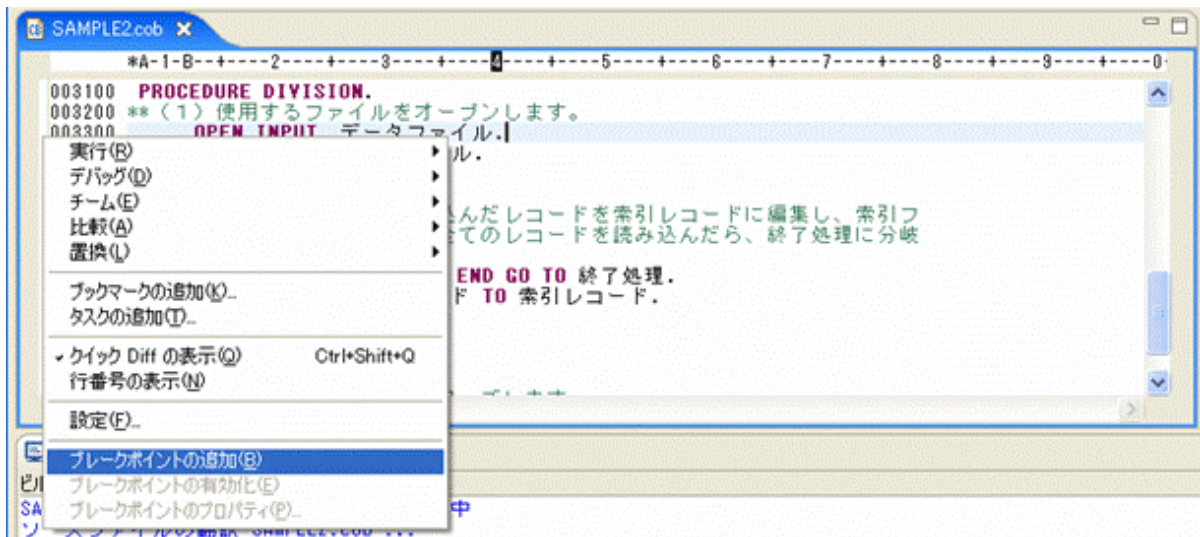 SAMPLE2.cob
*A-1-B--+----2----+----3----+----4----+----5----+----6----+----7----+----8----+----9----+----0-
003100 PROCEDURE DIVISION.
003200 **（１）使用するファイルをオープンします。
003300 OPEN INPUT データファイル.
実行(R)
ル.
デバッグ(D)
チーム(E)
込んだレコードを索引レコードに編集し、索引フ
比較(A)
全てのレコードを読み込んだら、終了処理に分岐
置換(L)
END GO TO 終了処理.
ブックマークの追加(K)...
ド TO 索引レコード.
タスクの追加(T)...
クイック Diff の表示(Q) Ctrl+Shift+Q
行番号の表示(N)
設定(F)...
ブレークポイントの追加(B)
ビル
ブレークポイントの有効化(E)
SA
ブレークポイントのプロパティ(P)...
中